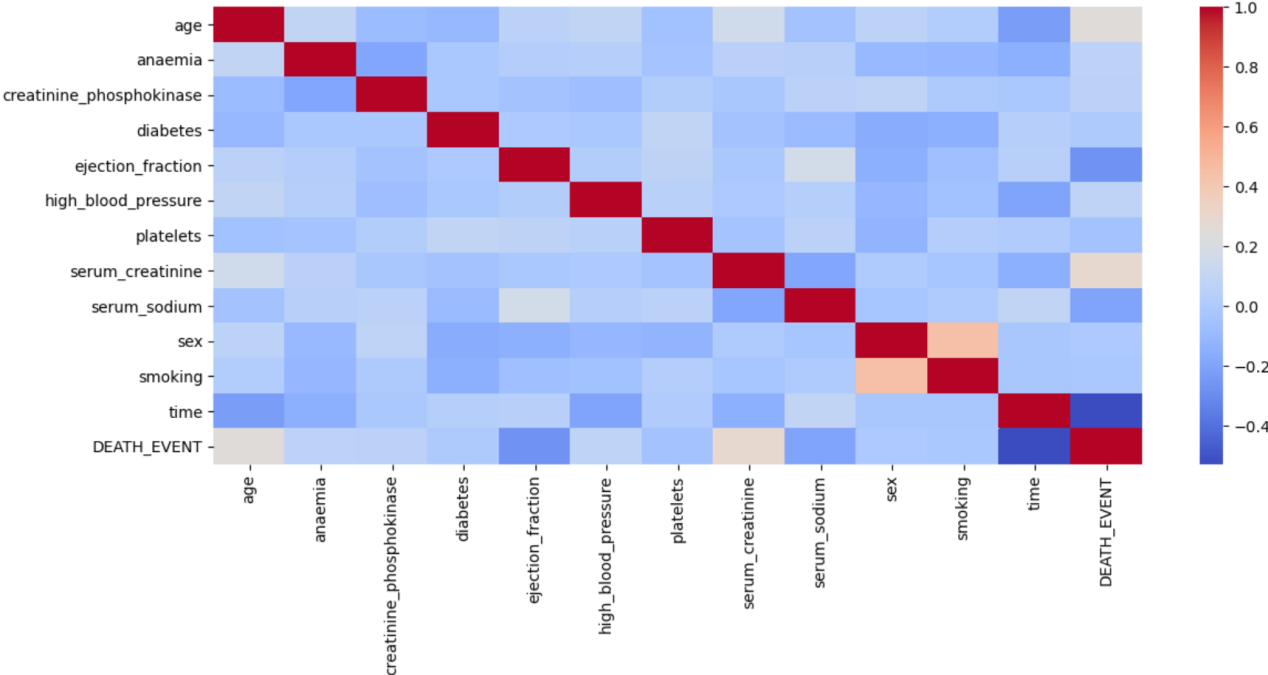 age
anaemia
creatinine_phosphokinase
diabetes
ejection_fraction
high_blood_pressure
platelets
serum_creatinine
serum_sodium
sex
smoking
time
DEATH_EVENT
age
anaemia
creatinine_phosphokinase
diabetes
ejection_fraction
high_blood_pressure
platelets
serum_creatinine
serum_sodium
sex
smoking
time
DEATH_EVENT
1.0
0.8
0.6
0.4
0.2
0.0
−0.2
−0.4